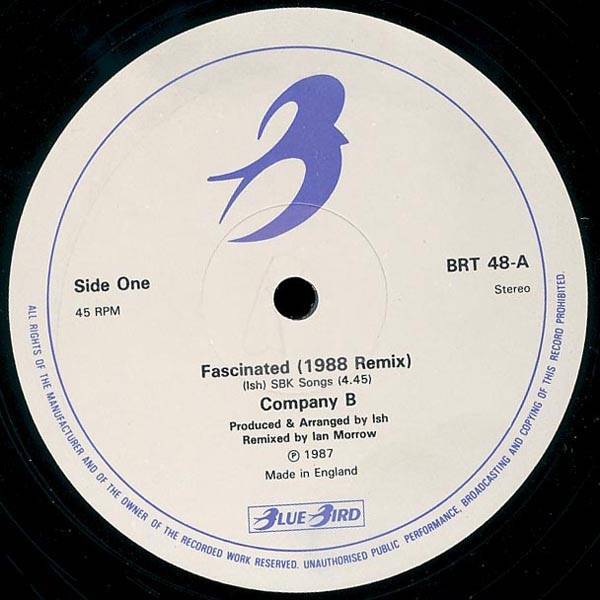 Side One
45 RPM
BRT 48-A
Stereo
Fascinated (1988 Remix)
(Ish) SBK Songs (4.45)
Company B
Produced & Arranged by Ish
Remixed by Ian Morrow
℗ 1987
Made in England
BLUE BIRD
ALL RIGHTS OF THE MANUFACTURER AND OF THE OWNER OF THE RECORDED WORK RESERVED. UNAUTHORISED PUBLIC PERFORMANCE, BROADCASTING AND COPYING OF THIS RECORD PROHIBITED.